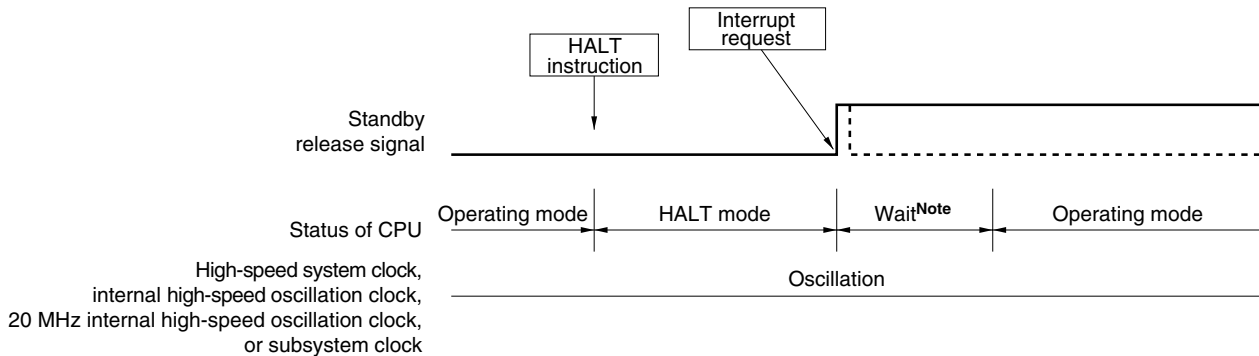 Interrupt
request
HALT
instruction
Standby
release signal
Status of CPU
Operating mode
HALT mode
WaitNote
Operating mode
High-speed system clock,
internal high-speed oscillation clock,
20 MHz internal high-speed oscillation clock,
or subsystem clock
Oscillation